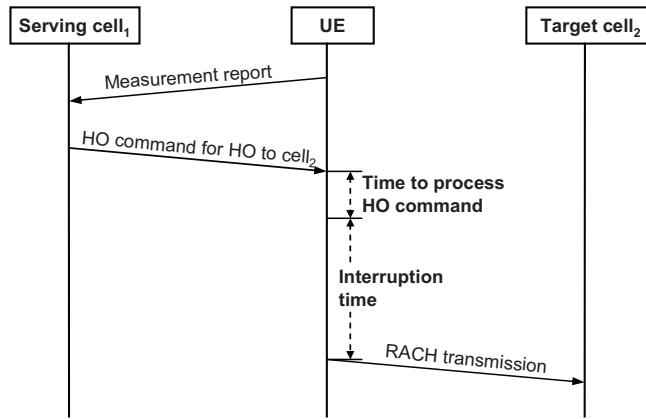 Serving cell₁
UE
Target cell₂
Measurement report
HO command for HO to cell₂
Time to process
HO command
Interruption
time
RACH transmission